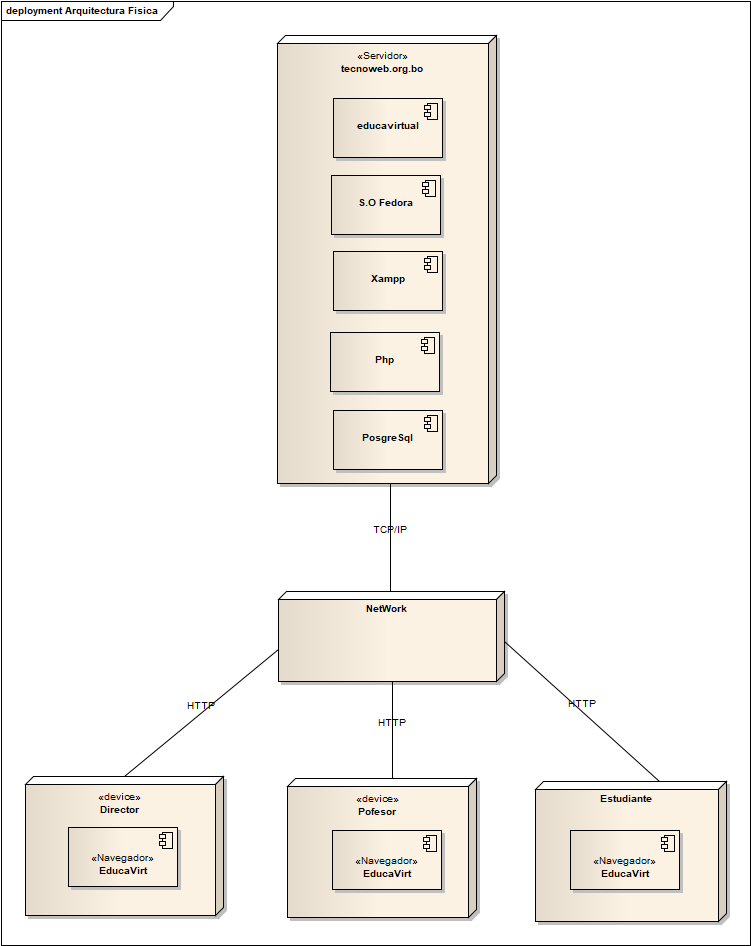 deployment Arquitectura Fisica
«Servidor»
tecnoweb.org.bo
educavirtual
S.O Fedora
Xampp
Php
PosgreSql
TCP/IP
NetWork
HTTP
HTTP
HTTP
«device»
Director
«Navegador»
EducaVirt
«device»
Pofesor
«Navegador»
EducaVirt
Estudiante
«Navegador»
EducaVirt